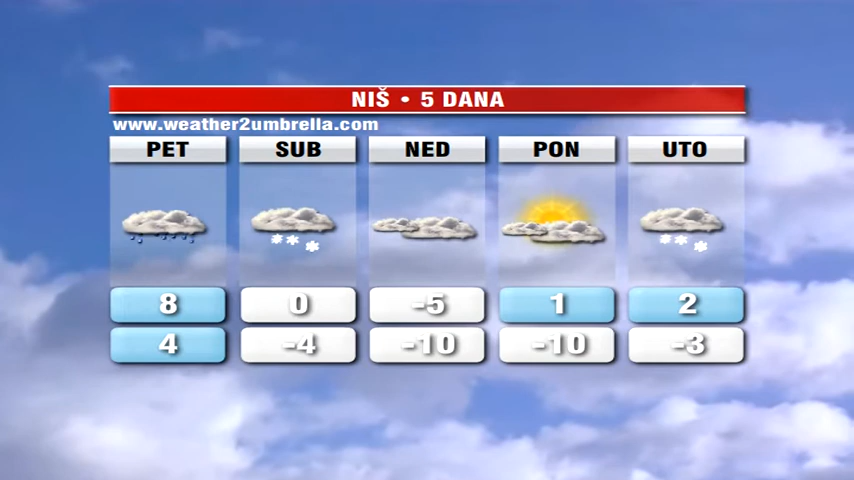 NIŠ • 5 DANA
www.weather2umbrella.com
PET SUB NED PON UTO
8 0 -5 1 2
4 -4 -10 -10 -3